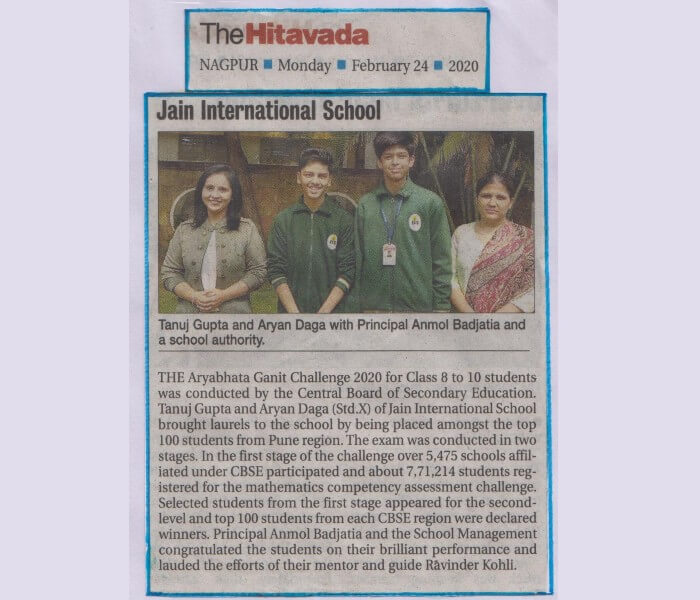 The Hitavada
NAGPUR ■ Monday ■ February 24 ■ 2020
Jain International School
Tanuj Gupta and Aryan Daga with Principal Anmol Badjatia and
a school authority.
THE Aryabhata Ganit Challenge 2020 for Class 8 to 10 students
was conducted by the Central Board of Secondary Education.
Tanuj Gupta and Aryan Daga (Std.X) of Jain International School
brought laurels to the school by being placed amongst the top
100 students from Pune region. The exam was conducted in two
stages. In the first stage of the challenge over 5,475 schools affil-
iated under CBSE participated and about 7,71,214 students reg-
istered for the mathematics competency assessment challenge.
Selected students from the first stage appeared for the second-
level and top 100 students from each CBSE region were declared
winners. Principal Anmol Badjatia and the School Management
congratulated the students on their brilliant performance and
lauded the efforts of their mentor and guide Ravinder Kohli.